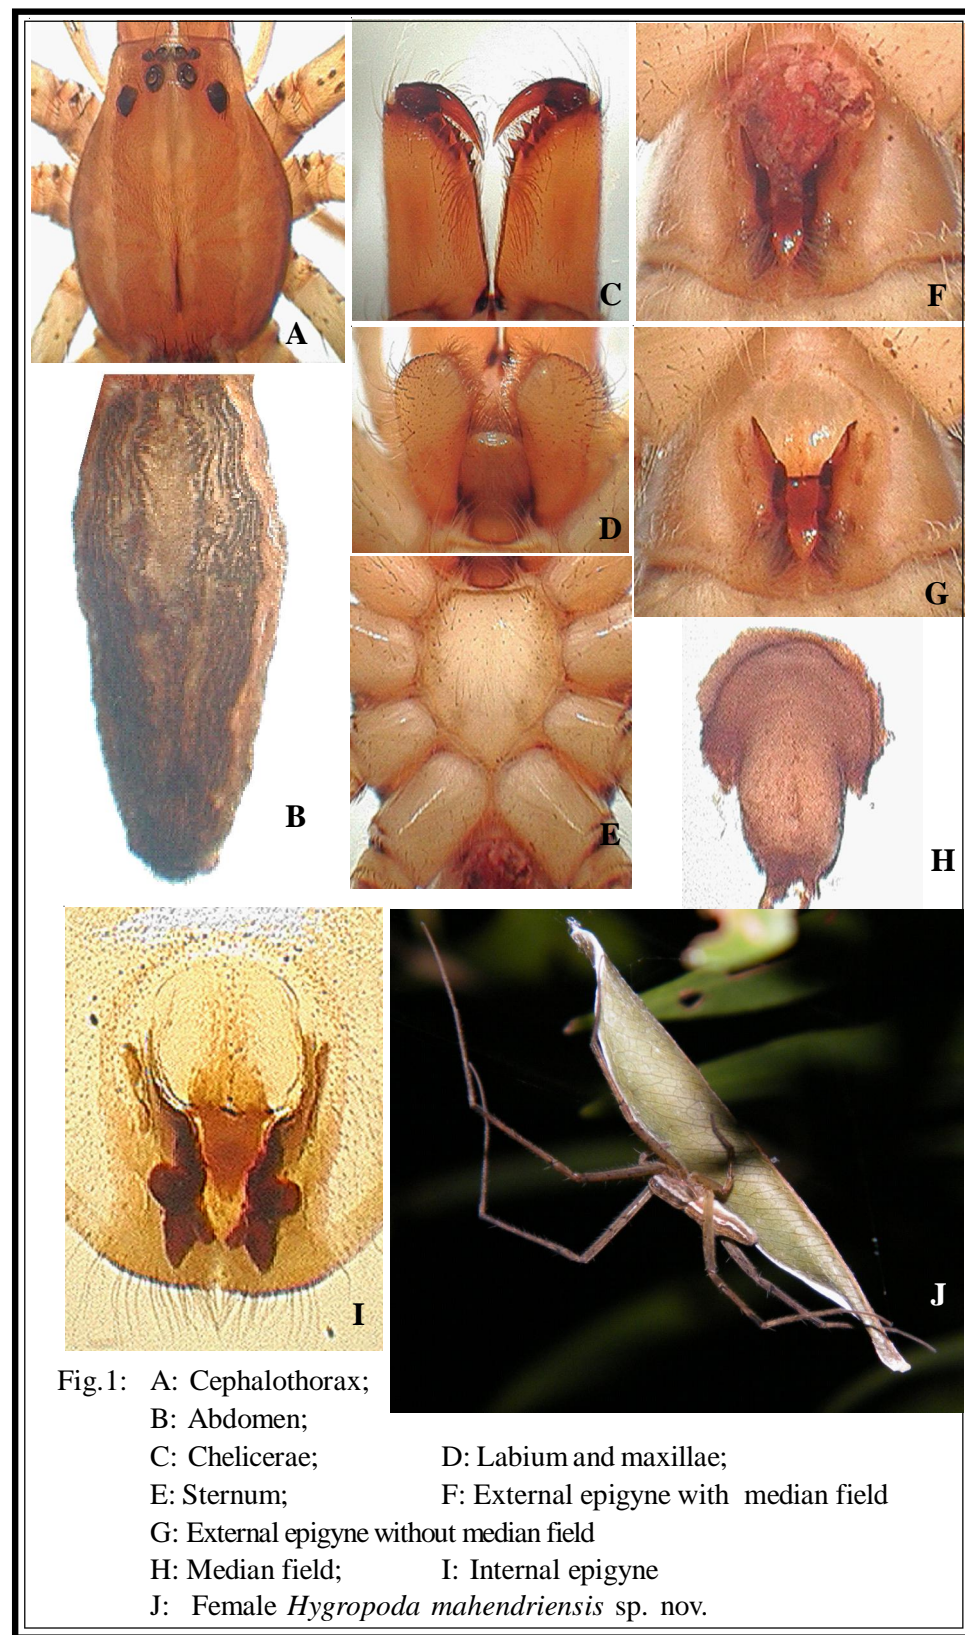 A
B
C
D
E
F
G
H
I
J
Fig.1: A: Cephalothorax;
B: Abdomen;
C: Chelicerae; D: Labium and maxillae;
E: Sternum; F: External epigyne with median field
G: External epigyne without median field
H: Median field; I: Internal epigyne
J: Female Hygropoda mahendriensis sp. nov.